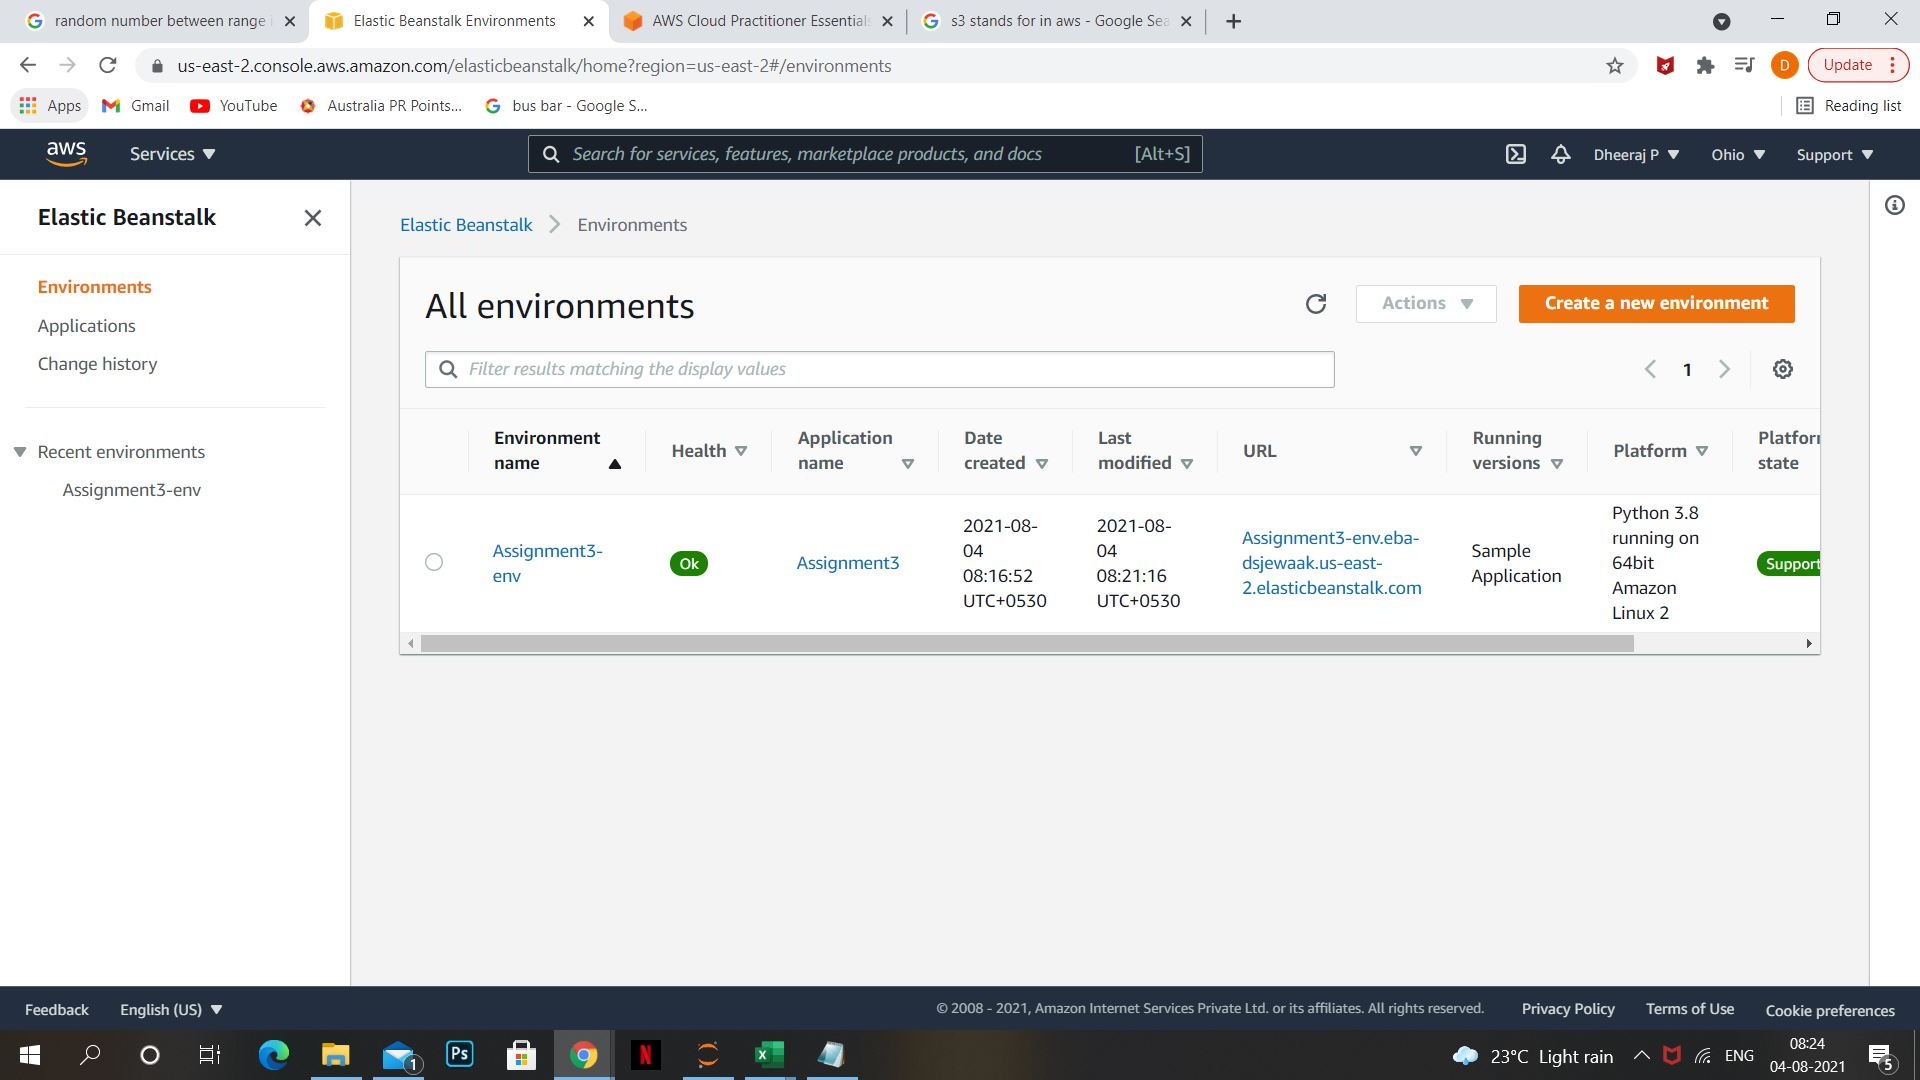 random number between range i
Elastic Beanstalk Environments
AWS Cloud Practitioner Essentials
s3 stands for in aws - Google Sea
us-east-2.console.aws.amazon.com/elasticbeanstalk/home?region=us-east-2#/environments
D
Update
Apps
Gmail
YouTube
Australia PR Points...
bus bar - Google S...
Reading list
aws
Services
Search for services, features, marketplace products, and docs
[Alt+S]
Dheeraj P
Ohio
Support
Elastic Beanstalk
Environments
Applications
Change history
Recent environments
Assignment3-env
Elastic Beanstalk
Environments
All environments
Actions
Create a new environment
Filter results matching the display values
1
Environment
name
Health
Application
name
Date
created
Last
modified
URL
Running
versions
Platform
Platform
state
Assignment3-
env
Ok
Assignment3
2021-08-
04
08:16:52
UTC+0530
2021-08-
04
08:21:16
UTC+0530
Assignment3-env.eba-
dsjewaak.us-east-
2.elasticbeanstalk.com
Sample
Application
Python 3.8
running on
64bit
Amazon
Linux 2
Support
Feedback
English (US)
© 2008 - 2021, Amazon Internet Services Private Ltd. or its affiliates. All rights reserved.
Privacy Policy
Terms of Use
Cookie preferences
1
Ps
N
X
23°C Light rain
ENG
08:24
04-08-2021
5